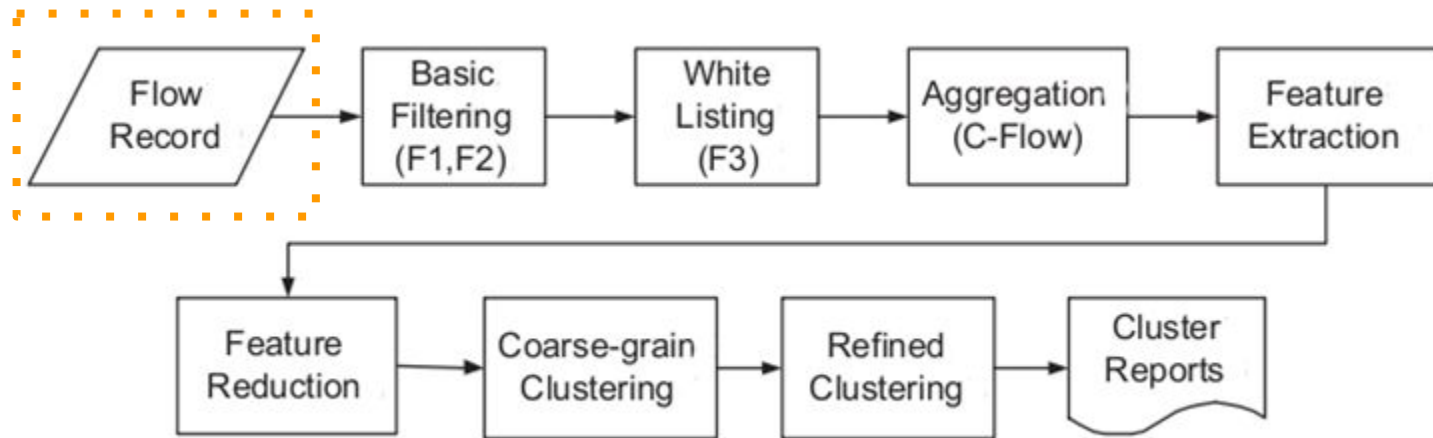 Flow
Record
Basic
Filtering
(F1,F2)
White
Listing
(F3)
Aggregation
(C-Flow)
Feature
Extraction
Feature
Reduction
Coarse-grain
Clustering
Refined
Clustering
Cluster
Reports